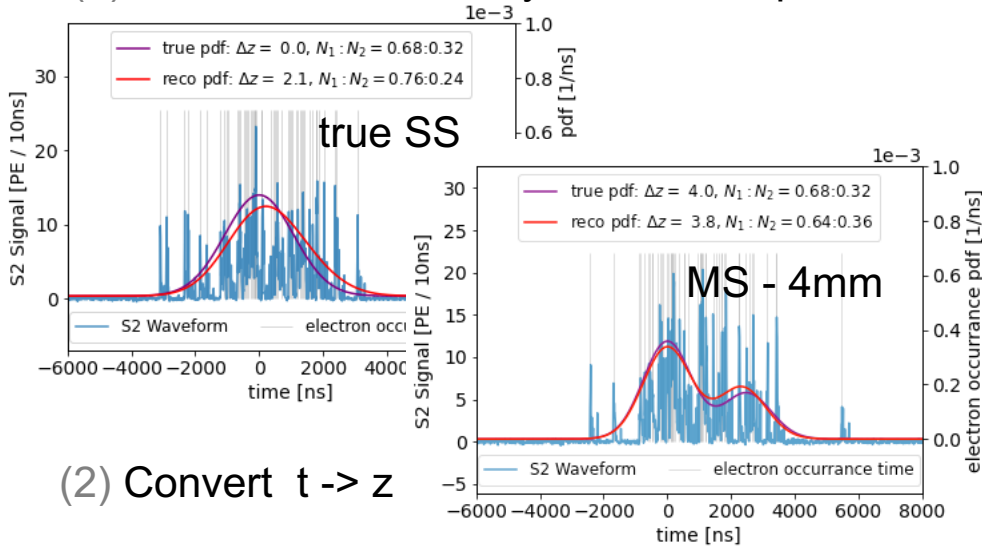 1e−3
true pdf: Δz = 0.0, N₁ : N₂ = 0.68:0.32
reco pdf: Δz = 2.1, N₁ : N₂ = 0.76:0.24
true SS
S2 Signal [PE / 10ns]
30
20
10
0
1.0
0.8
0.6
pdf [1/ns]
S2 Waveform
electron occu
−6000
−4000
−2000
0
2000
4000
time [ns]
1e−3
true pdf: Δz = 4.0, N₁ : N₂ = 0.68:0.32
reco pdf: Δz = 3.8, N₁ : N₂ = 0.64:0.36
MS - 4mm
S2 Signal [PE / 10ns]
30
25
20
15
10
5
0
−5
1.0
0.8
0.6
0.4
0.2
0.0
electron occurrance pdf [1/ns]
S2 Waveform
electron occurrance time
−6000
−4000
−2000
0
2000
4000
6000
8000
time [ns]
(2) Convert t -> z